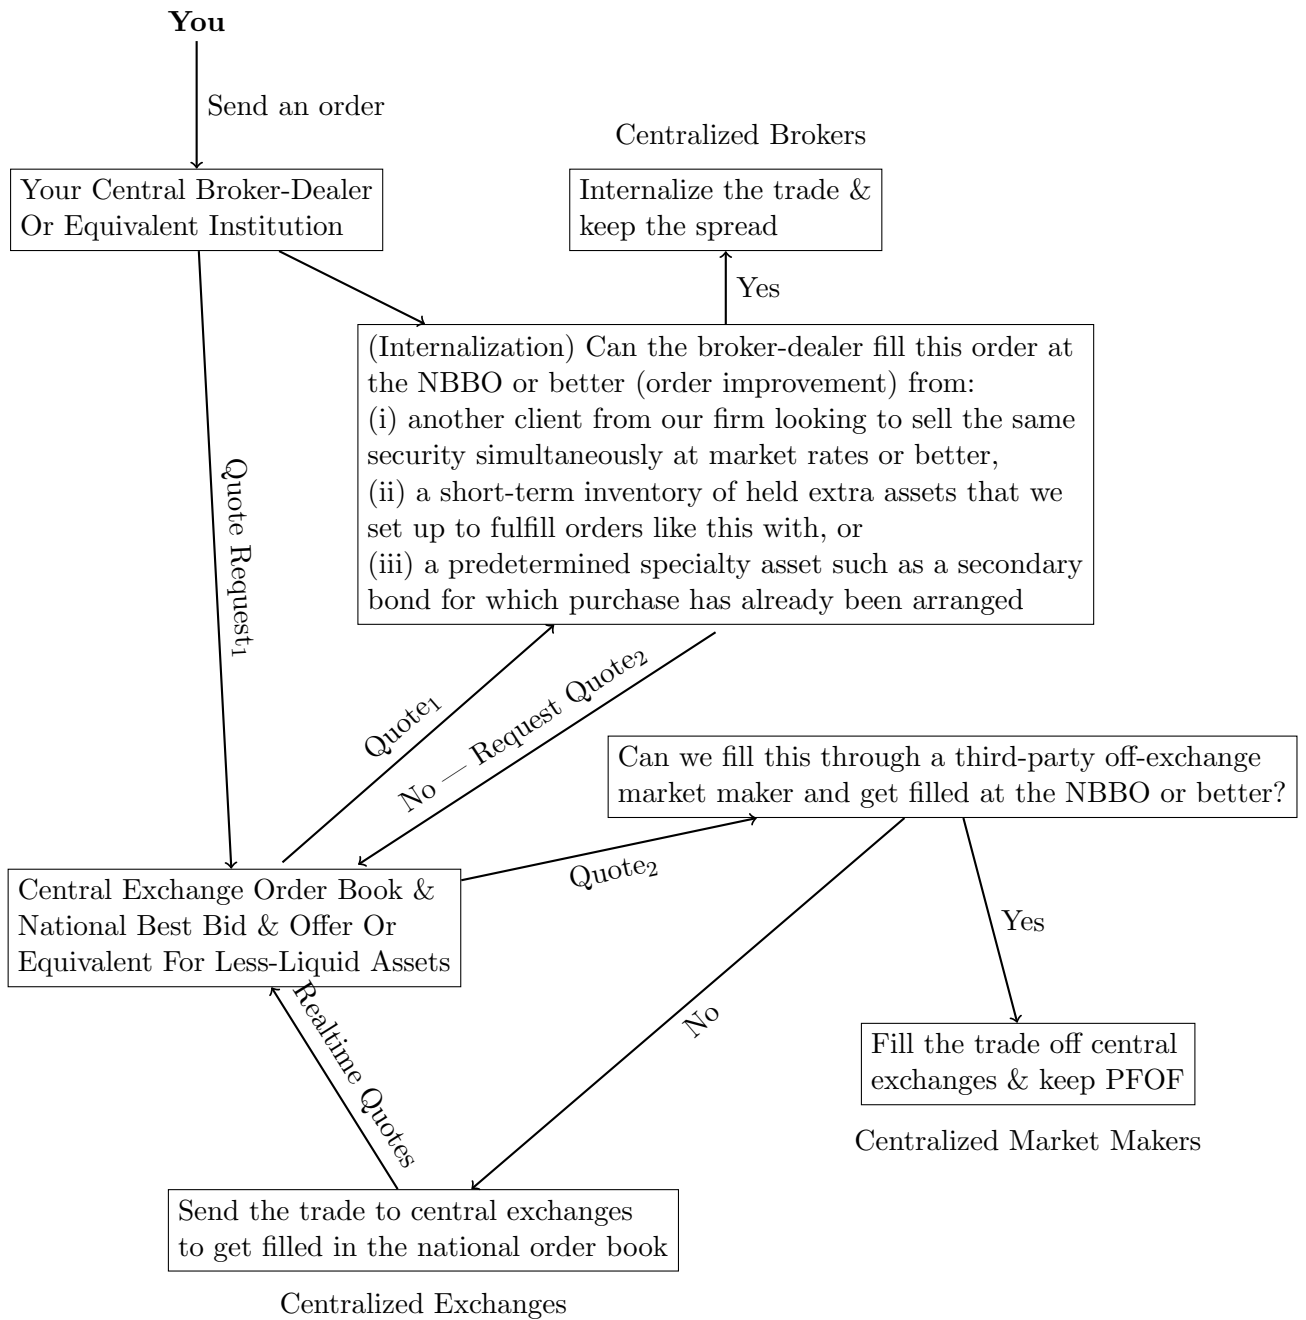 You
Send an order
Centralized Brokers
Your Central Broker-Dealer
Or Equivalent Institution
Internalize the trade &
keep the spread
Yes
(Internalization) Can the broker-dealer fill this order at
the NBBO or better (order improvement) from:
(i) another client from our firm looking to sell the same
security simultaneously at market rates or better,
(ii) a short-term inventory of held extra assets that we
set up to fulfill orders like this with, or
(iii) a predetermined specialty asset such as a secondary
bond for which purchase has already been arranged
Quote Request₁
Quote₁
No — Request Quote₂
Can we fill this through a third-party off-exchange
market maker and get filled at the NBBO or better?
Quote₂
Central Exchange Order Book &
National Best Bid & Offer Or
Equivalent For Less-Liquid Assets
Yes
No
Realtime Quotes
Fill the trade off central
exchanges & keep PFOF
Centralized Market Makers
Send the trade to central exchanges
to get filled in the national order book
Centralized Exchanges